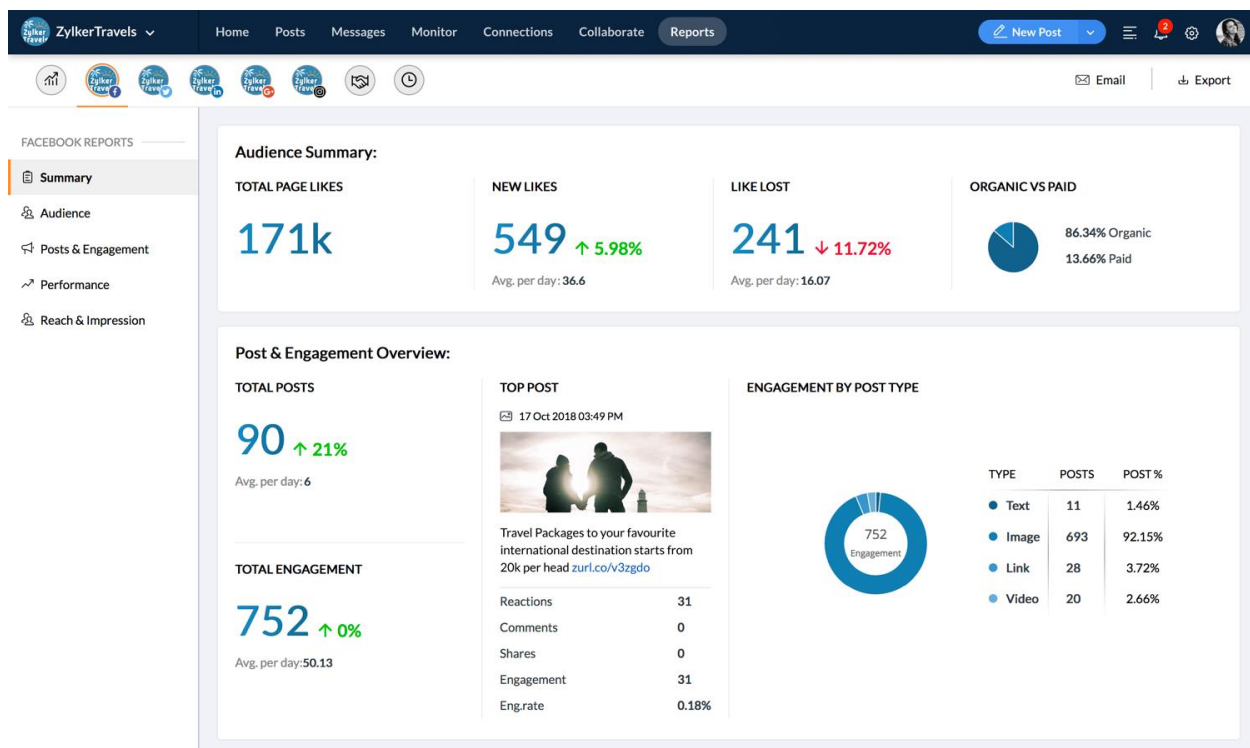 ZylkerTravels
Home Posts Messages Monitor Connections Collaborate Reports
New Post
2
Email Export
FACEBOOK REPORTS
Summary
Audience
Posts & Engagement
Performance
Reach & Impression
Audience Summary:
TOTAL PAGE LIKES
171k
NEW LIKES
549 ↑ 5.98%
Avg. per day: 36.6
LIKE LOST
241 ↓ 11.72%
Avg. per day: 16.07
ORGANIC VS PAID
86.34% Organic
13.66% Paid
Post & Engagement Overview:
TOTAL POSTS
90 ↑ 21%
Avg. per day: 6
TOTAL ENGAGEMENT
752 ↑ 0%
Avg. per day:50.13
TOP POST
17 Oct 2018 03:49 PM
Travel Packages to your favourite
international destination starts from
20k per head zurl.co/v3zgdo
Reactions 31
Comments 0
Shares 0
Engagement 31
Eng.rate 0.18%
ENGAGEMENT BY POST TYPE
752
Engagement
TYPE POSTS POST %
Text 11 1.46%
Image 693 92.15%
Link 28 3.72%
Video 20 2.66%